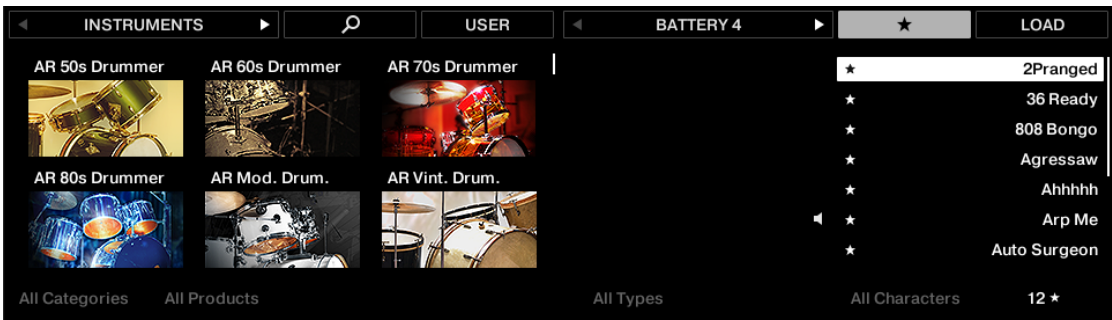 INSTRUMENTS
USER
BATTERY 4
LOAD
AR 50s Drummer
AR 60s Drummer
AR 70s Drummer
AR 80s Drummer
AR Mod. Drum.
AR Vint. Drum.
2Pranged
36 Ready
808 Bongo
Agressaw
Ahhhhh
Arp Me
Auto Surgeon
All Categories
All Products
All Types
All Characters
12 ★